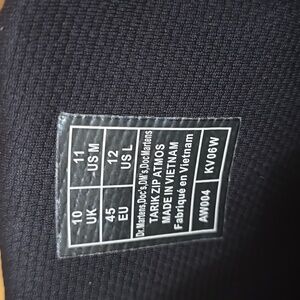 11
US M
12
US L
10
UK
45
EU
Dr.Martens,Doc's,DM's,DocMartens
TARIK ZIP ATMOS
MADE IN VIETNAM
Fabriqué en Vietnam
AW004
KV06W